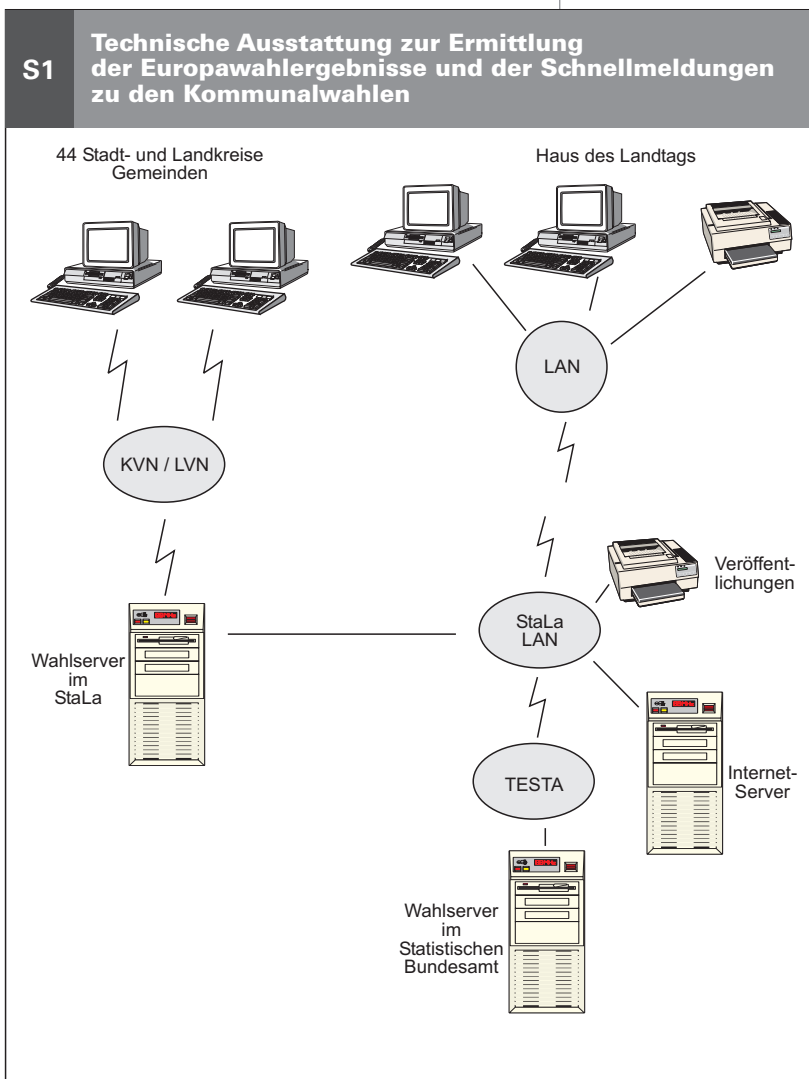 S1
Technische Ausstattung zur Ermittlung
der Europawahlergebnisse und der Schnellmeldungen
zu den Kommunalwahlen
44 Stadt- und Landkreise
Gemeinden
Haus des Landtags
LAN
KVN / LVN
Veröffent-
lichungen
StaLa
LAN
Wahlserver
im
StaLa
TESTA
Internet-
Server
Wahlserver
im
Statistischen
Bundesamt